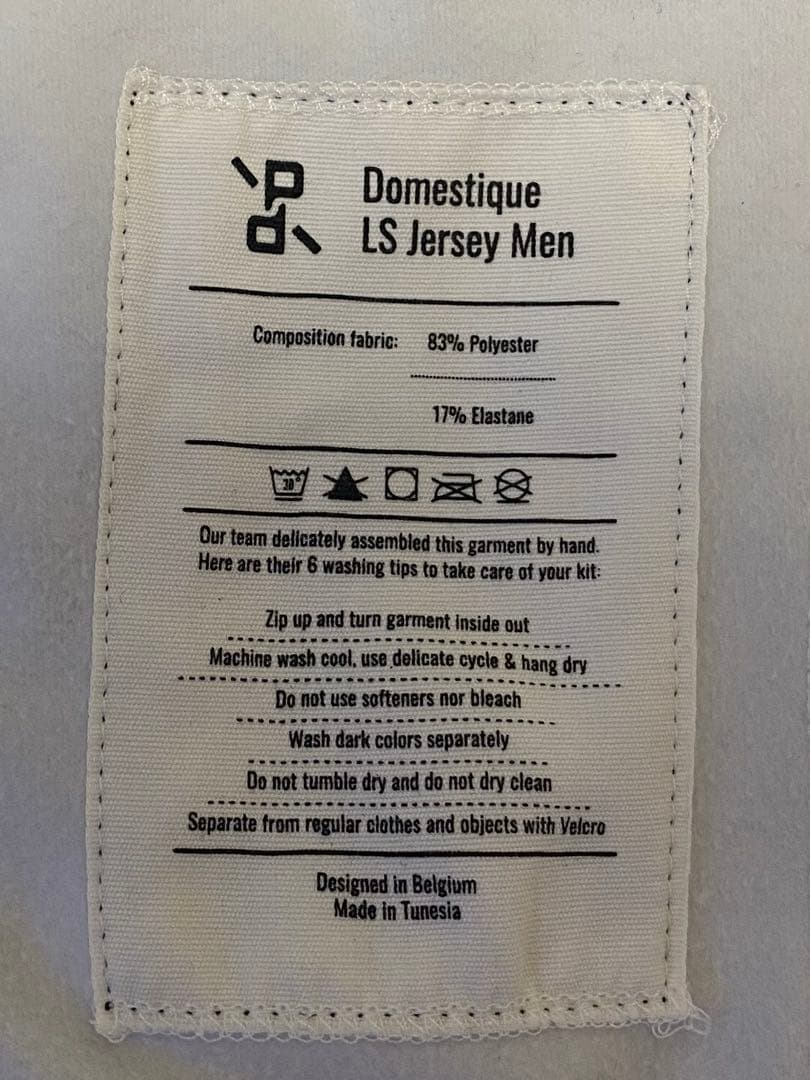 Domestique
LS Jersey Men
Composition fabric: 83% Polyester
17% Elastane
30°
Our team delicately assembled this garment by hand.
Here are their 6 washing tips to take care of your kit:
Zip up and turn garment inside out
Machine wash cool, use delicate cycle & hang dry
Do not use softeners nor bleach
Wash dark colors separately
Do not tumble dry and do not dry clean
Separate from regular clothes and objects with Velcro
Designed in Belgium
Made in Tunesia